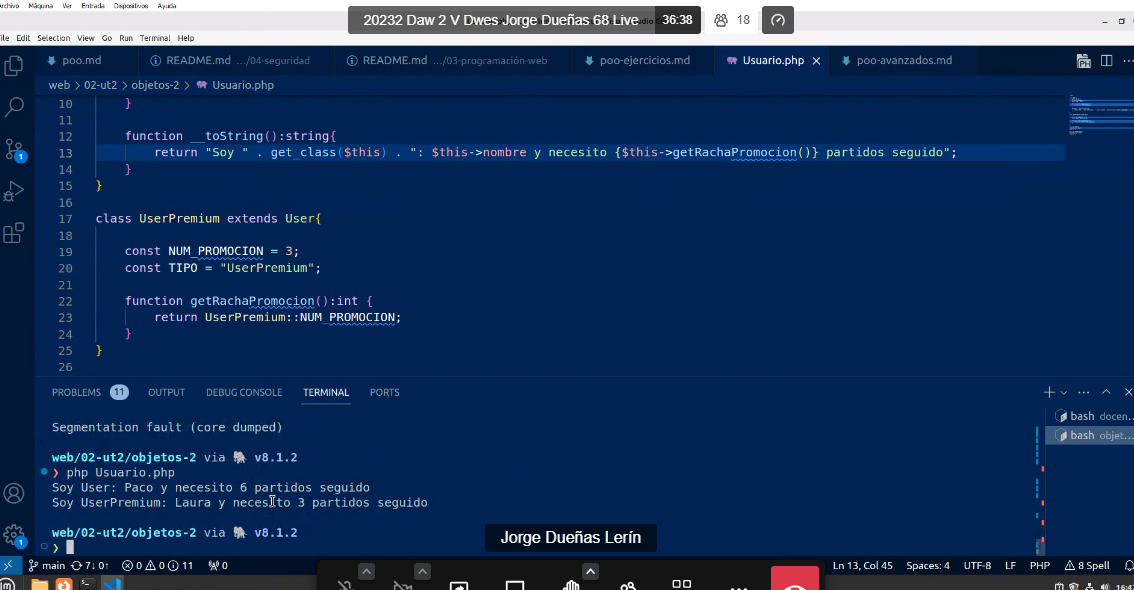 Archivo Máquina Ver Entrada Dispositivos Ayuda
20232 Daw 2 V Dwes Jorge Dueñas 68 Live 36:38 18
File Edit Selection View Go Run Terminal Help
poo.md README.md .../04-seguridad README.md .../03-programación-web poo-ejercicios.md Usuario.php poo-avanzados.md
web > 02-ut2 > objetos-2 > Usuario.php
10 }
11
12 function __toString():string{
13 return "Soy " . get_class($this) . ": $this->nombre y necesito {$this->getRachaPromocion()} partidos seguido";
14 }
15 }
16
17 class UserPremium extends User{
18
19 const NUM_PROMOCION = 3;
20 const TIPO = "UserPremium";
21
22 function getRachaPromocion():int {
23 return UserPremium::NUM_PROMOCION;
24 }
25 }
26
PROBLEMS 11 OUTPUT DEBUG CONSOLE TERMINAL PORTS
bash docen...
Segmentation fault (core dumped)
bash objet...
web/02-ut2/objetos-2 via v8.1.2
❯ php Usuario.php
Soy User: Paco y necesito 6 partidos seguido
Soy UserPremium: Laura y necesito 3 partidos seguido
web/02-ut2/objetos-2 via v8.1.2
❯
Jorge Dueñas Lerín
main 7↓ 0↑ 0 0 11 0 Ln 13, Col 45 Spaces: 4 UTF-8 LF PHP 8 Spell